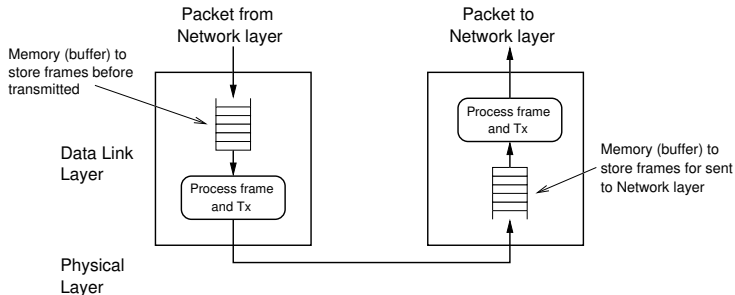 Packet from
Network layer
Packet to
Network layer
Memory (buffer) to
store frames before
transmitted
Process frame
and Tx
Data Link
Layer
Memory (buffer) to
store frames for sent
to Network layer
Process frame
and Tx
Physical
Layer